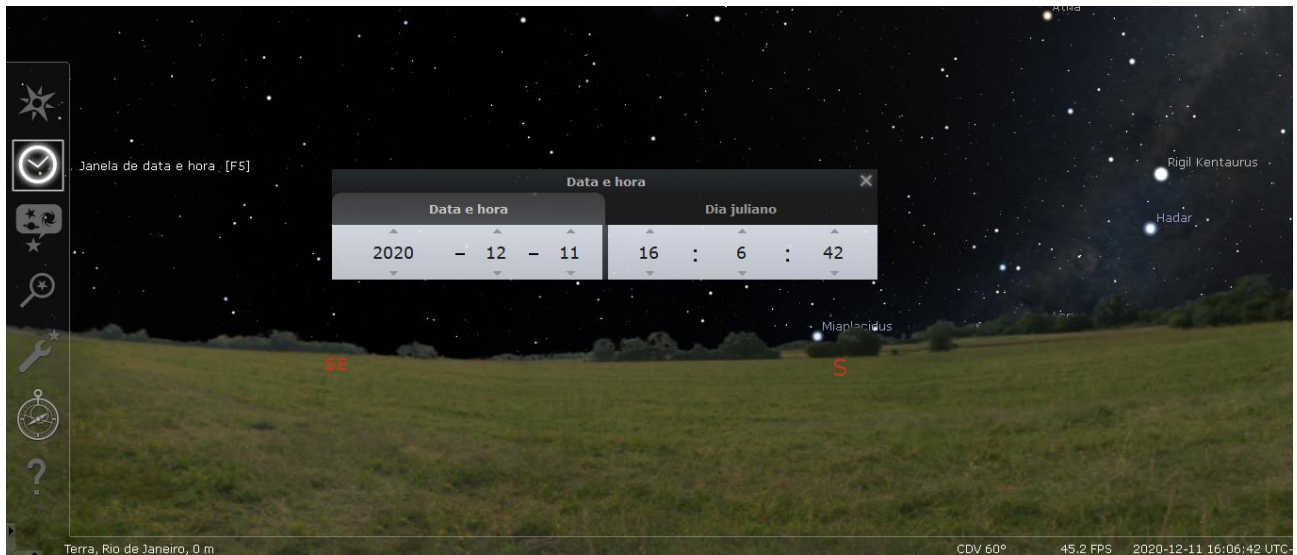 Rigil Kentaurus
Janela de data e hora [F5]
Data e hora
Data e hora Dia juliano
2020 - 12 - 11 16 : 6 : 42
Hadar
Miaplacidus
SE
S
?
Terra, Rio de Janeiro, 0 m CDV 60° 45.2 FPS 2020-12-11 16:06:42 UTC-